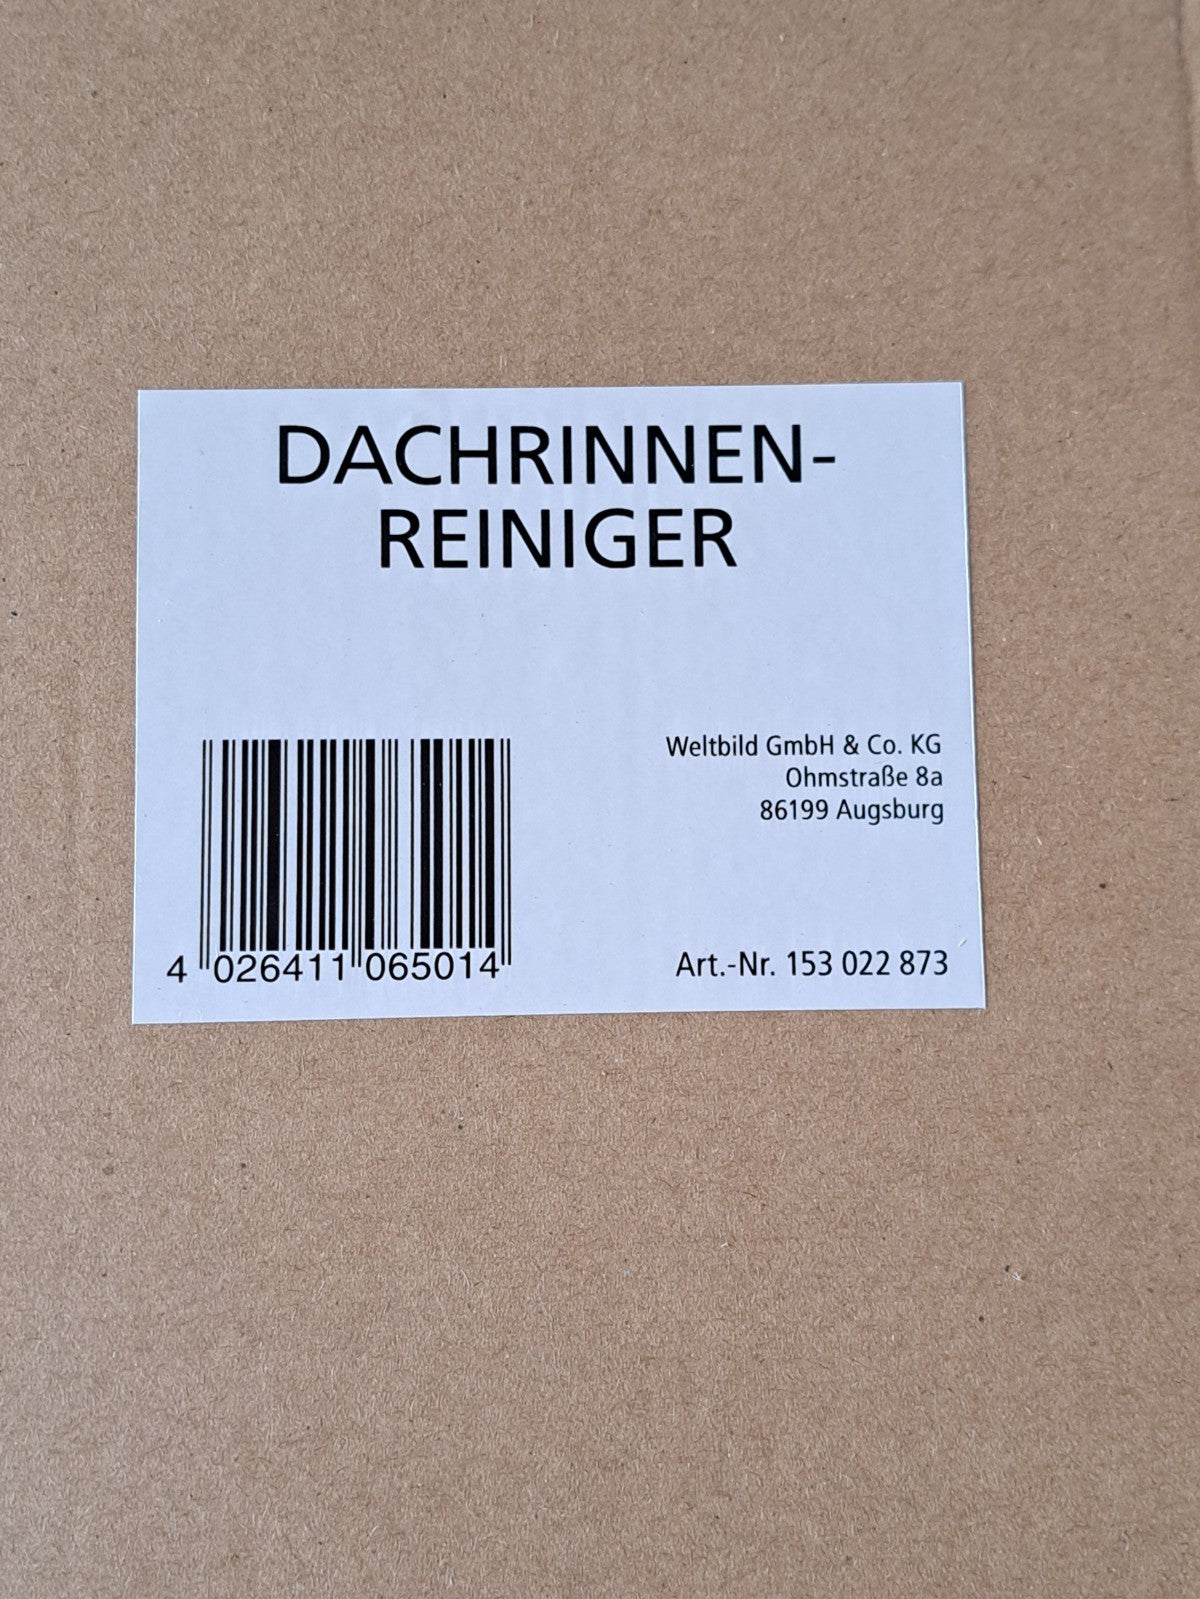 DACHRINNEN-
REINIGER
Weltbild GmbH & Co. KG
Ohmstraße 8a
86199 Augsburg
4 026411 065014
Art.-Nr. 153 022 873